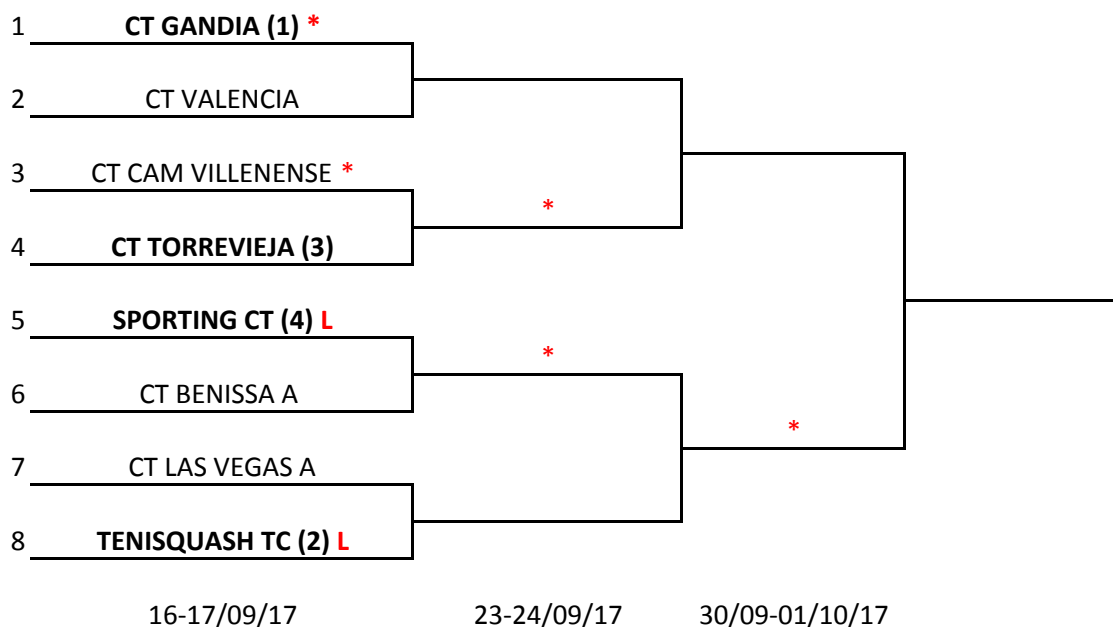 1 CT GANDIA (1) *
2 CT VALENCIA
3 CT CAM VILLENENSE *
*
4 CT TORREVIEJA (3)
5 SPORTING CT (4) L
*
6 CT BENISSA A
*
7 CT LAS VEGAS A
8 TENISQUASH TC (2) L
16-17/09/17 23-24/09/17 30/09-01/10/17